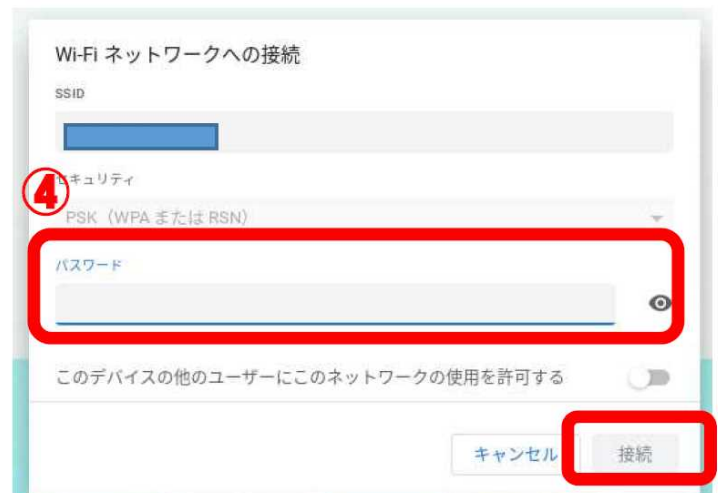 Wi-Fi ネットワークへの接続
SSID
④
セキュリティ
PSK（WPA または RSN）
パスワード
このデバイスの他のユーザーにこのネットワークの使用を許可する
キャンセル
接続